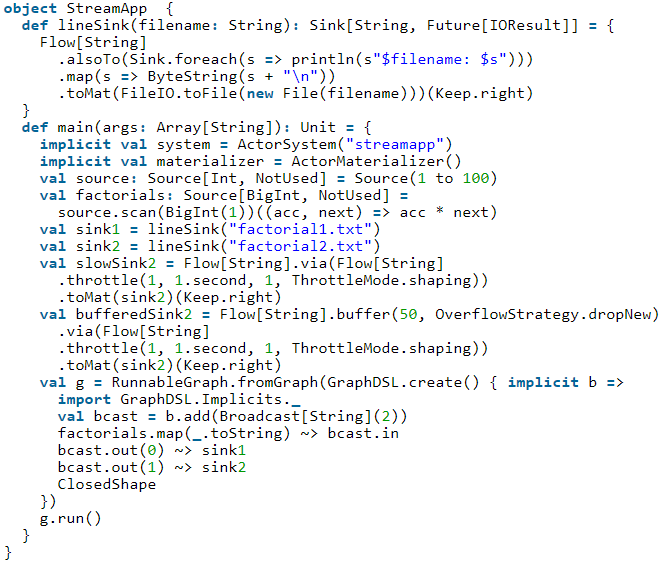 object StreamApp  {
  def lineSink(filename: String): Sink[String, Future[IOResult]] = {
    Flow[String]
      .alsoTo(Sink.foreach(s => println(s"$filename: $s")))
      .map(s => ByteString(s + "\n"))
      .toMat(FileIO.toFile(new File(filename)))(Keep.right)
  }
  def main(args: Array[String]): Unit = {
    implicit val system = ActorSystem("streamapp")
    implicit val materializer = ActorMaterializer()
    val source: Source[Int, NotUsed] = Source(1 to 100)
    val factorials: Source[BigInt, NotUsed] =
      source.scan(BigInt(1))((acc, next) => acc * next)
    val sink1 = lineSink("factorial1.txt")
    val sink2 = lineSink("factorial2.txt")
    val slowSink2 = Flow[String].via(Flow[String]
      .throttle(1, 1.second, 1, ThrottleMode.shaping))
      .toMat(sink2)(Keep.right)
    val bufferedSink2 = Flow[String].buffer(50, OverflowStrategy.dropNew)
      .via(Flow[String]
      .throttle(1, 1.second, 1, ThrottleMode.shaping))
      .toMat(sink2)(Keep.right)
    val g = RunnableGraph.fromGraph(GraphDSL.create() { implicit b =>
      import GraphDSL.Implicits._
      val bcast = b.add(Broadcast[String](2))
      factorials.map(_.toString) ~> bcast.in
      bcast.out(0) ~> sink1
      bcast.out(1) ~> sink2
      ClosedShape
    })
    g.run()
  }
}